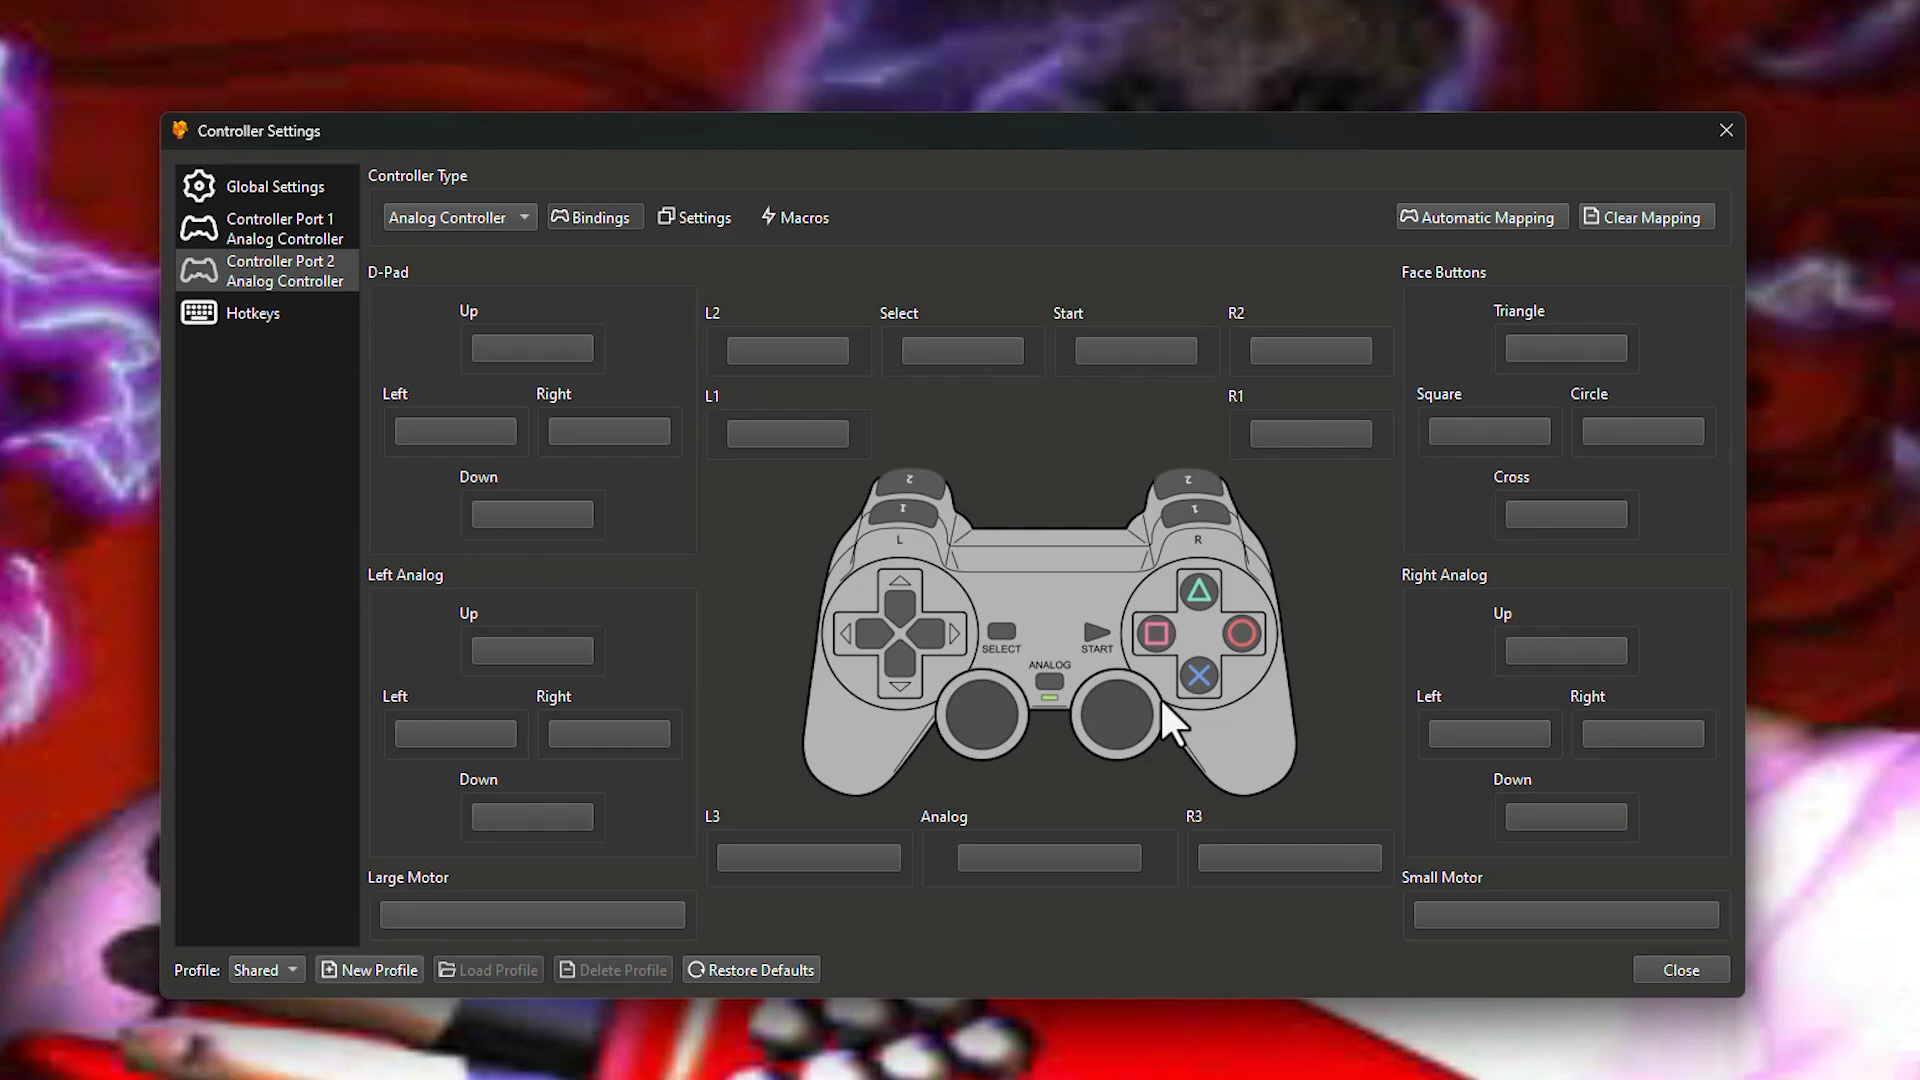 Controller Settings
Global Settings
Controller Port 1
Analog Controller
Controller Port 2
Analog Controller
Hotkeys
Controller Type
Analog Controller
Bindings
Settings
Macros
Automatic Mapping
Clear Mapping
D-Pad
Up
Left
Right
Down
L2
Select
Start
R2
L1
R1
Face Buttons
Triangle
Square
Circle
Cross
2
2
1
1
L
R
SELECT
START
ANALOG
Left Analog
Up
Left
Right
Down
Right Analog
Up
Left
Right
Down
L3
Analog
R3
Large Motor
Small Motor
Profile:
Shared
New Profile
Load Profile
Delete Profile
Restore Defaults
Close